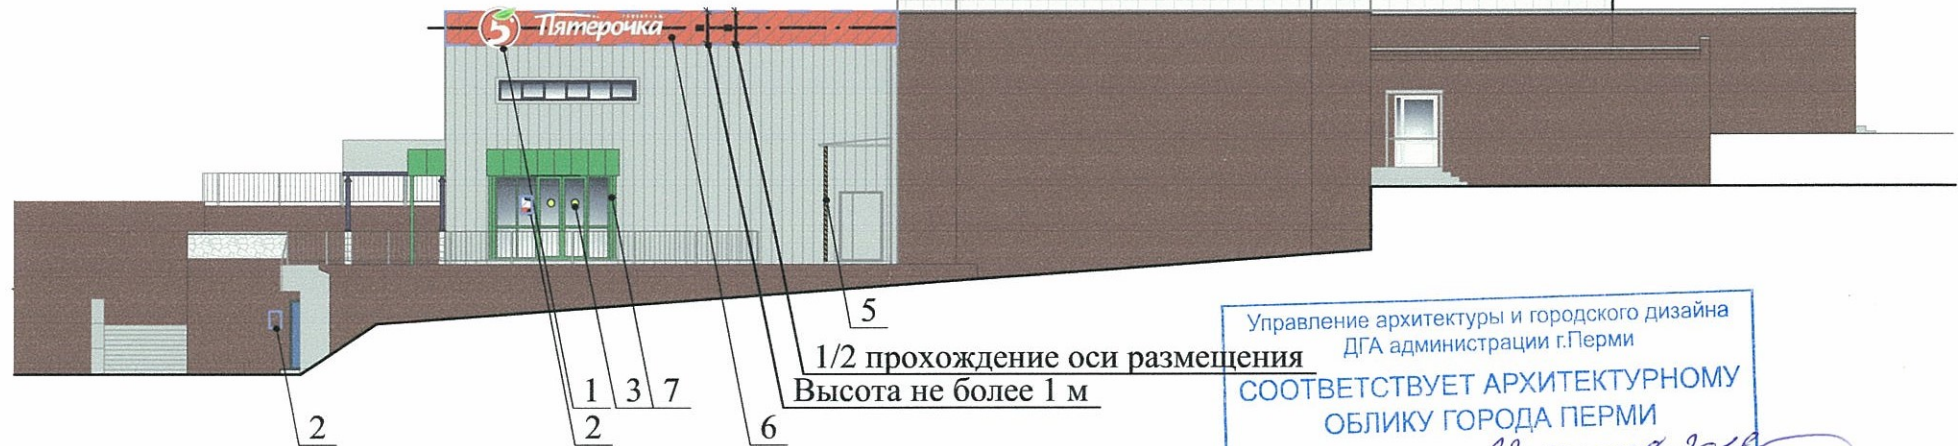 5 Пятёрочка
5
1/2 прохождение оси размещения
Высота не более 1 м
1 3 7
2 2 6
Управление архитектуры и городского дизайна
ДГА администрации г.Перми
СООТВЕТСТВУЕТ АРХИТЕКТУРНОМУ
ОБЛИКУ ГОРОДА ПЕРМИ